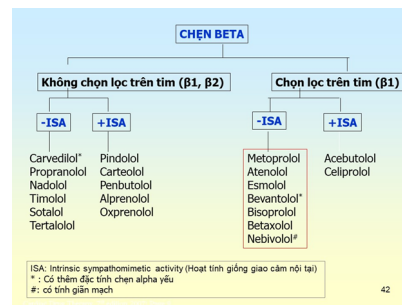 CHẸN BETA
Không chọn lọc trên tim (β1, β2)
Chọn lọc trên tim (β1)
-ISA
+ISA
-ISA
+ISA
Carvedilol*
Propranolol
Nadolol
Timolol
Sotalol
Tertalolol
Pindolol
Carteolol
Penbutolol
Alprenolol
Oxprenolol
Metoprolol
Atenolol
Esmolol
Bevantolol*
Bisoprolol
Betaxolol
Nebivolol#
Acebutolol
Celiprolol
ISA: Intrinsic sympathomimetic activity (Hoạt tính giống giao cảm nội tại)
* : Có thêm đặc tính chẹn alpha yếu
#: có tính giãn mạch
42